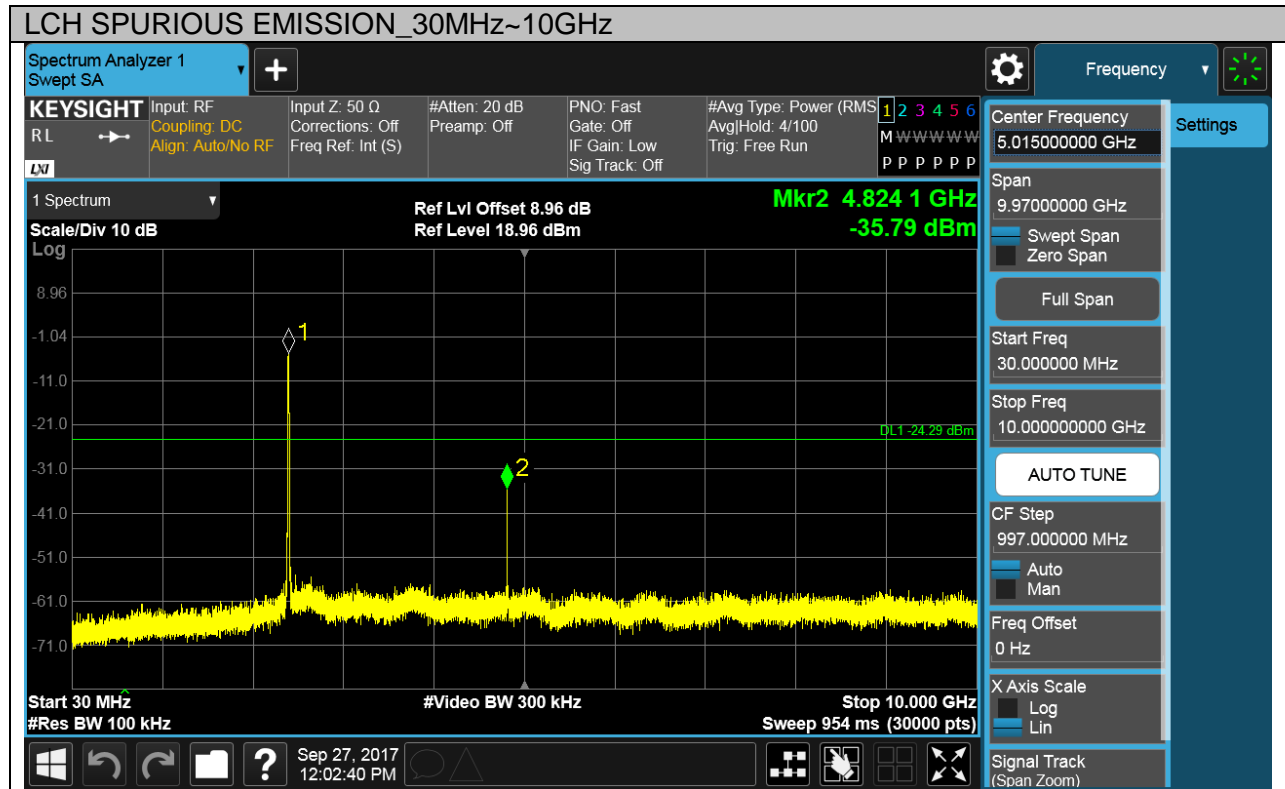 LCH SPURIOUS EMISSION_30MHz~10GHz
Spectrum Analyzer 1
Swept SA
Frequency
KEYSIGHT
R L
LXI
Input: RF
Coupling: DC
Align: Auto/No RF
Input Z: 50 Ω
Corrections: Off
Freq Ref: Int (S)
#Atten: 20 dB
Preamp: Off
PNO: Fast
Gate: Off
IF Gain: Low
Sig Track: Off
#Avg Type: Power (RMS
Avg|Hold: 4/100
Trig: Free Run
1 2 3 4 5 6
M W W W W W
P P P P P P
1 Spectrum
Scale/Div 10 dB
Ref Lvl Offset 8.96 dB
Ref Level 18.96 dBm
Mkr2 4.824 1 GHz
-35.79 dBm
Log
8.96
-1.04
-11.0
-21.0
-31.0
-41.0
-51.0
-61.0
-71.0
1
2
DL1 -24.29 dBm
Start 30 MHz
#Res BW 100 kHz
#Video BW 300 kHz
Stop 10.000 GHz
Sweep 954 ms (30000 pts)
Sep 27, 2017
12:02:40 PM
?
Settings
Center Frequency
5.015000000 GHz
Span
9.97000000 GHz
Swept Span
Zero Span
Full Span
Start Freq
30.000000 MHz
Stop Freq
10.000000000 GHz
AUTO TUNE
CF Step
997.000000 MHz
Auto
Man
Freq Offset
0 Hz
X Axis Scale
Log
Lin
Signal Track
(Span Zoom)